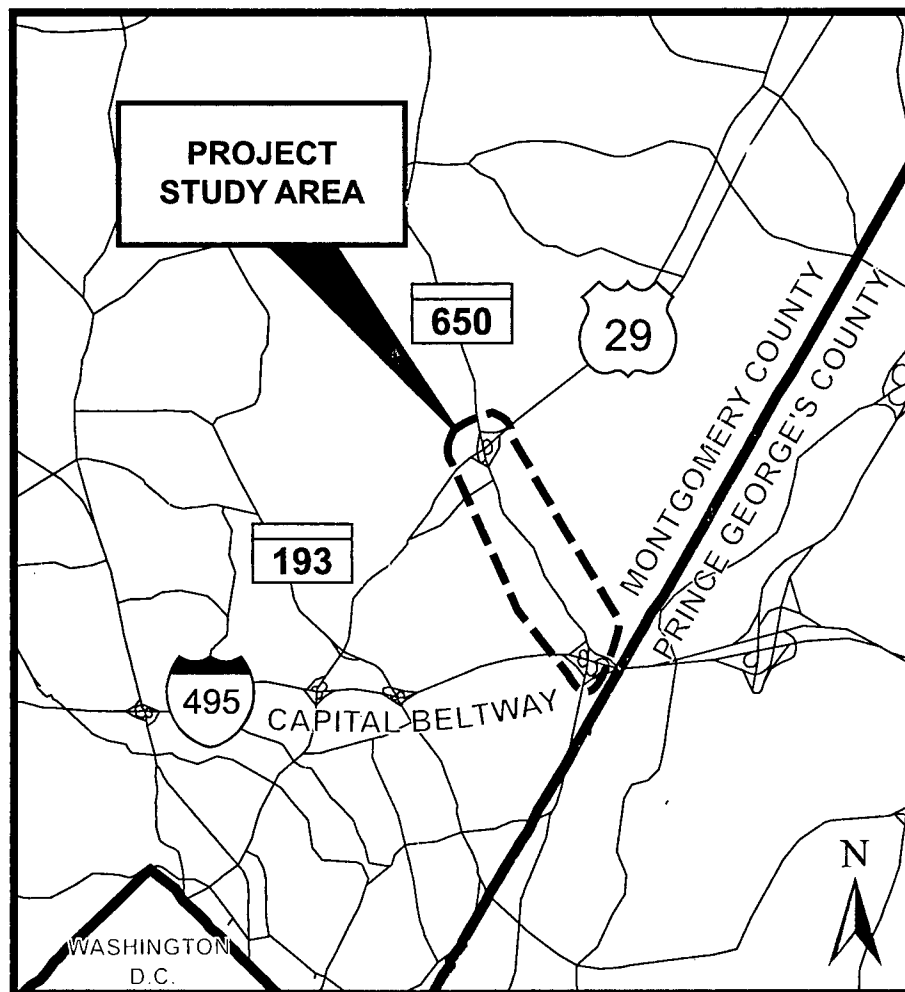 PROJECT
STUDY AREA
650
29
MONTGOMERY COUNTY
PRINCE GEORGE'S COUNTY
193
495
CAPITAL BELTWAY
N
WASHINGTON
D.C.